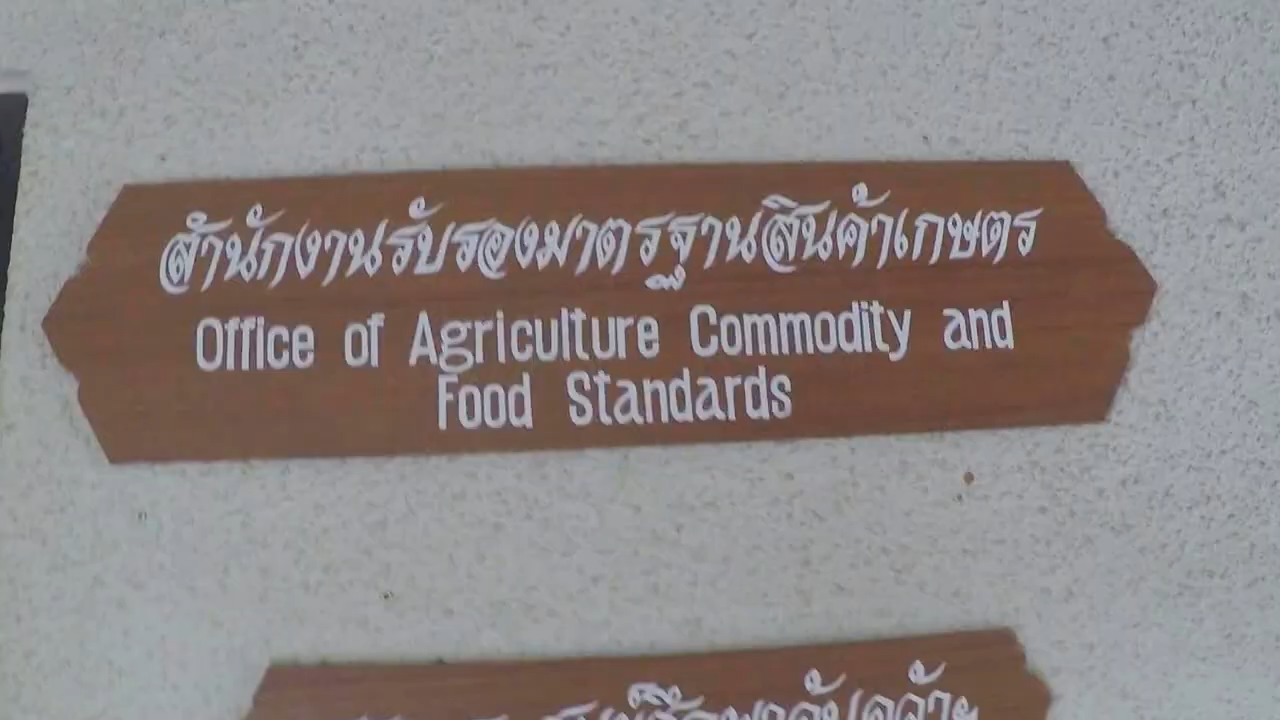 สำนักงานรับรองมาตรฐานสินค้าเกษตร
Office of Agriculture Commodity and
Food Standards